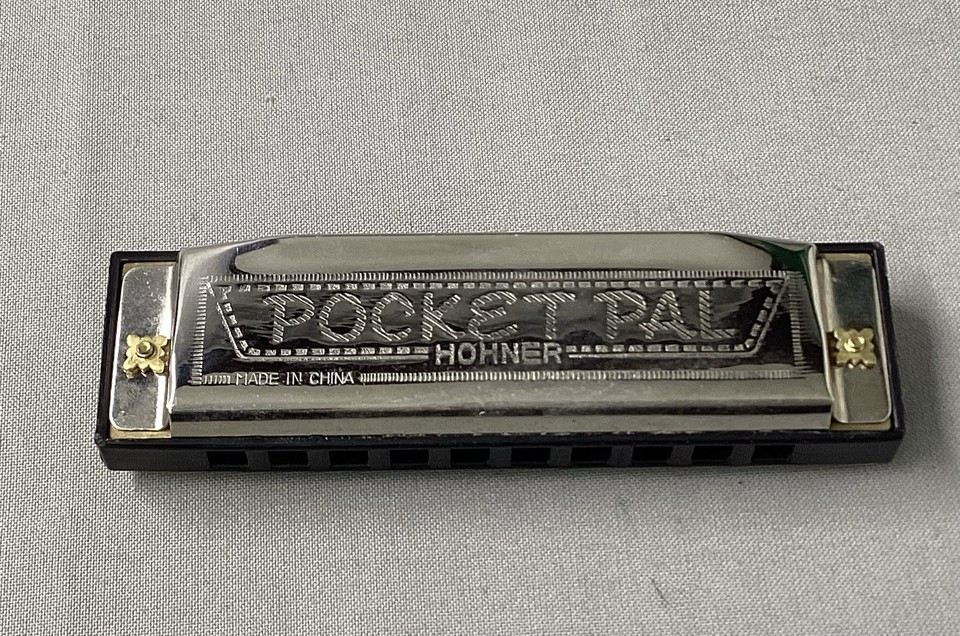 POCKET PAL
HOHNER
MADE IN CHINA